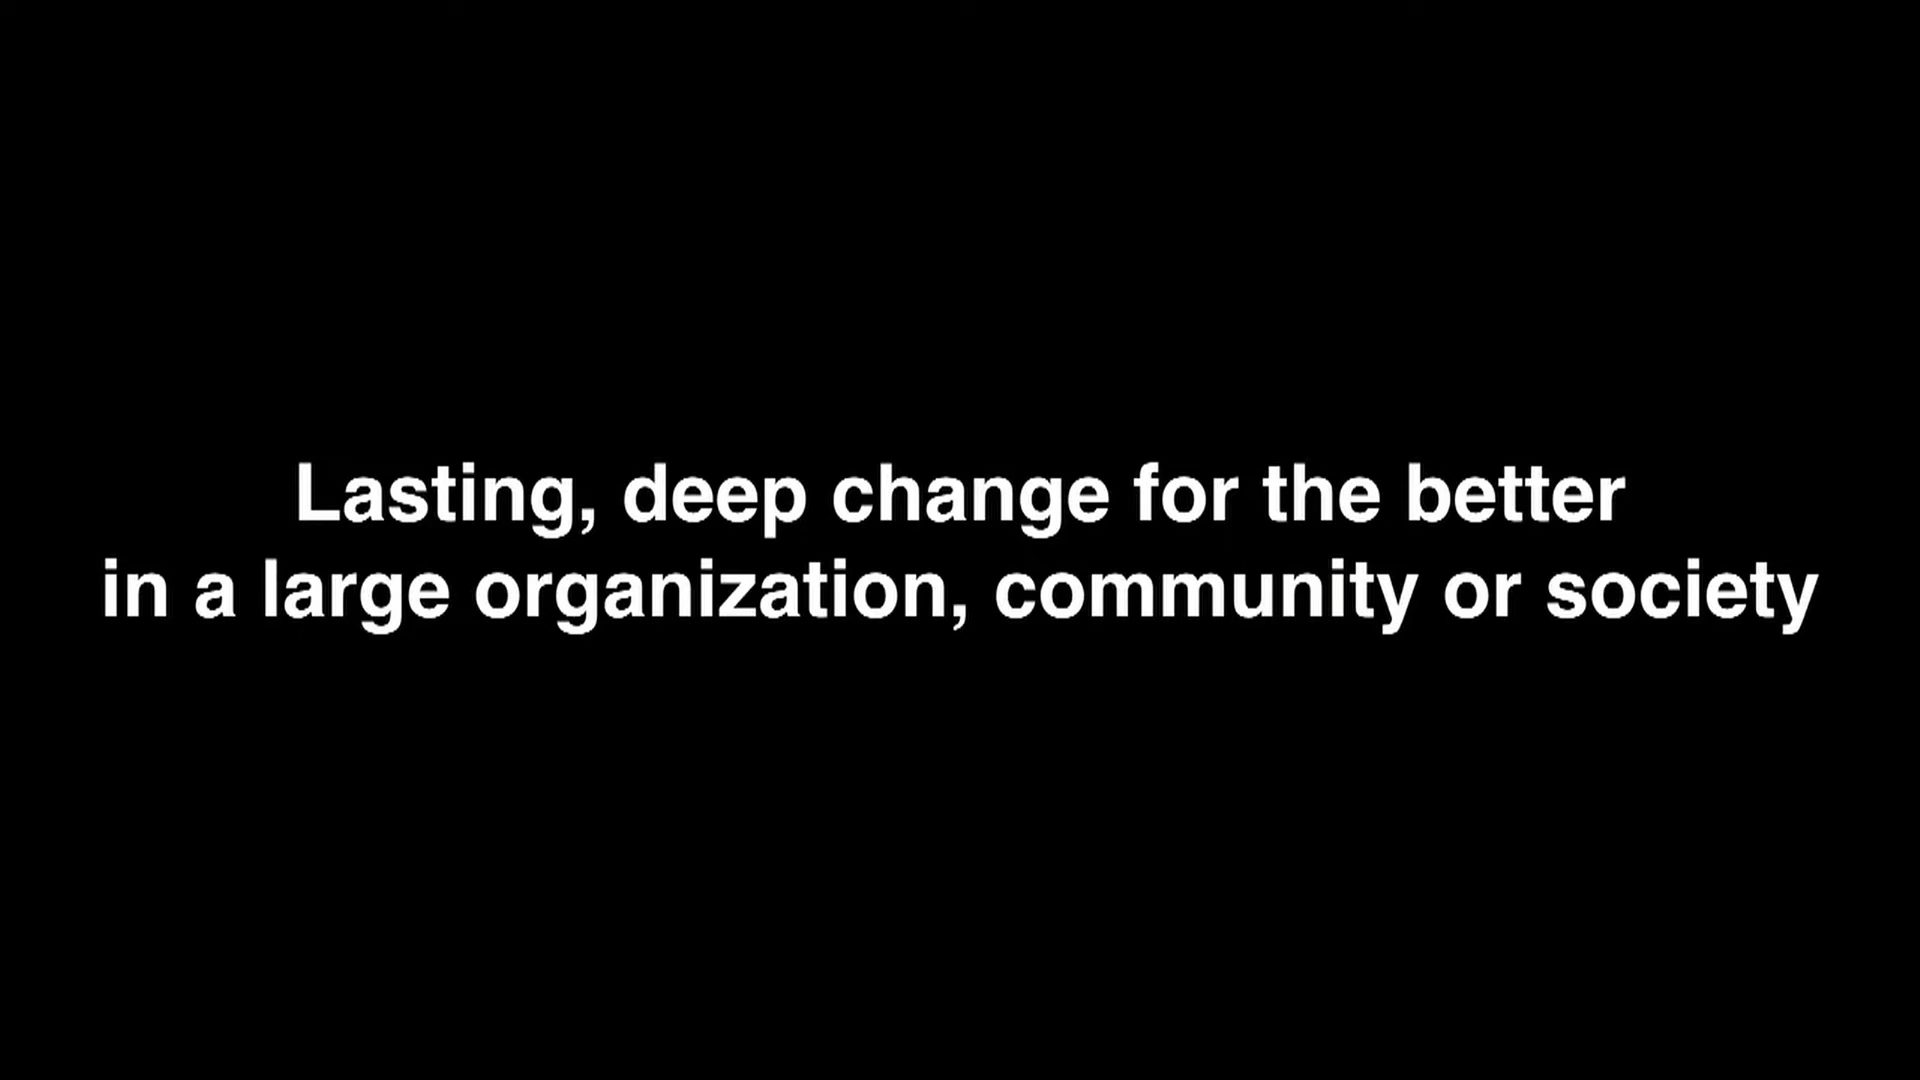 Lasting, deep change for the better
in a large organization, community or society